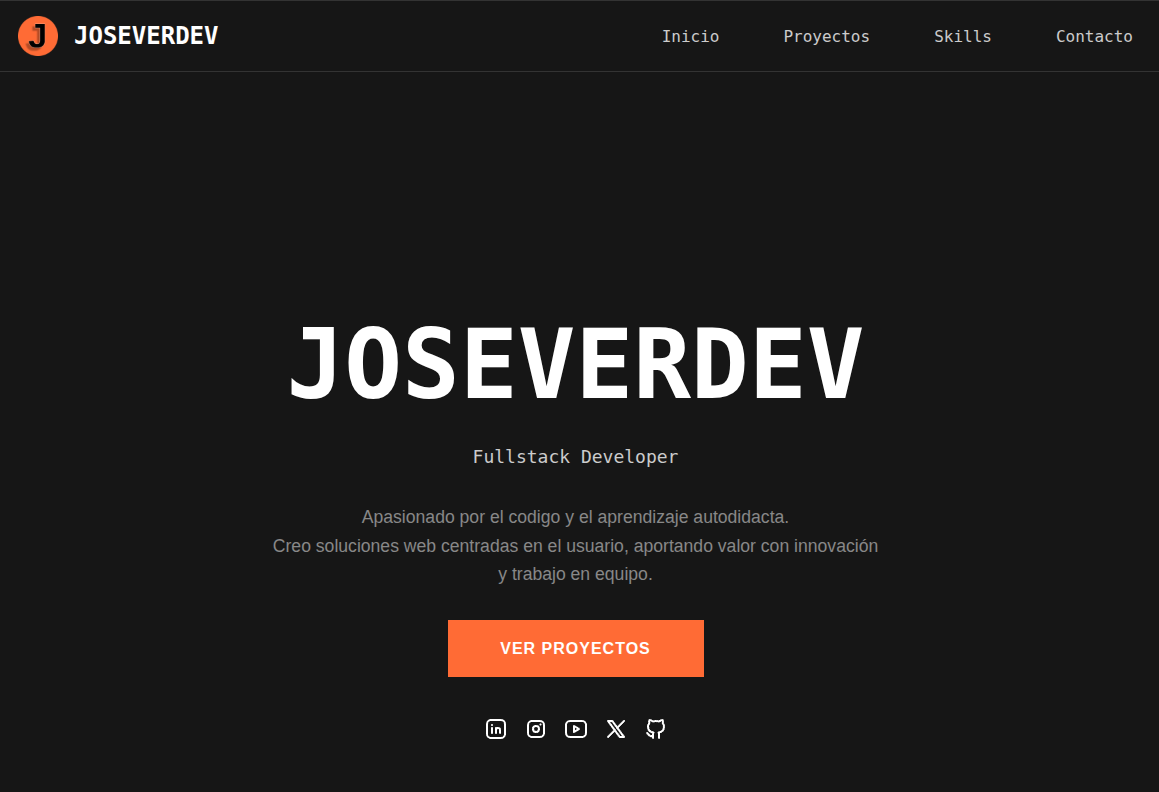 J JOSEVERDEV
Inicio Proyectos Skills Contacto
JOSEVERDEV
Fullstack Developer
Apasionado por el codigo y el aprendizaje autodidacta.
Creo soluciones web centradas en el usuario, aportando valor con innovación
y trabajo en equipo.
VER PROYECTOS
in